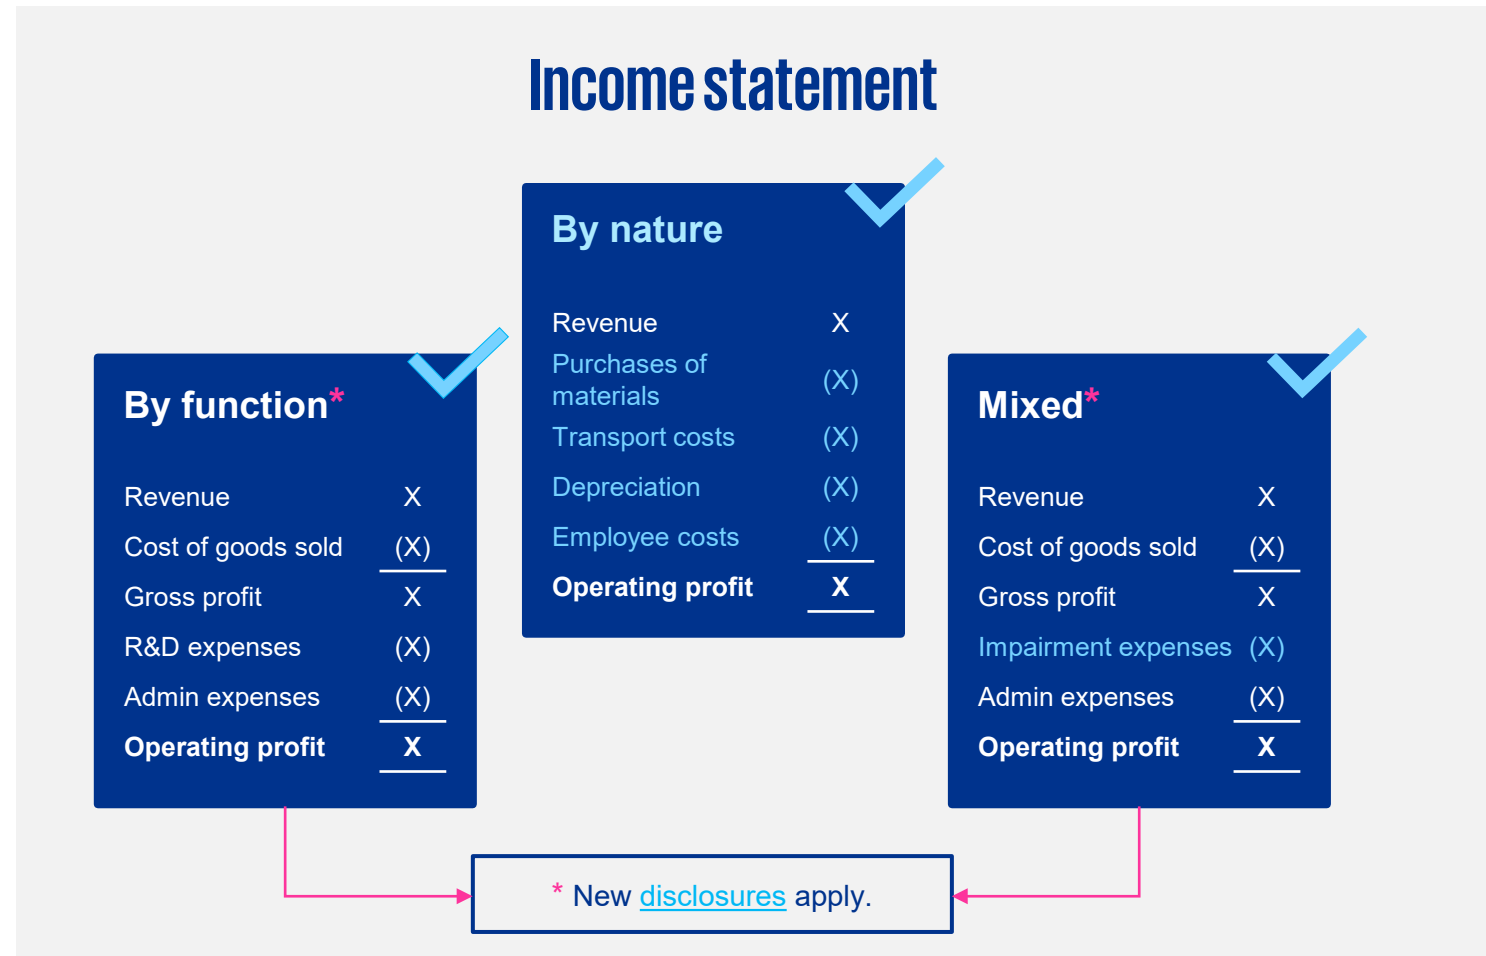 Income statement
By nature
Revenue X
Purchases of
materials (X)
Transport costs (X)
Depreciation (X)
Employee costs (X)
Operating profit X
By function*
Revenue X
Cost of goods sold (X)
Gross profit X
R&D expenses (X)
Admin expenses (X)
Operating profit X
Mixed*
Revenue X
Cost of goods sold (X)
Gross profit X
Impairment expenses (X)
Admin expenses (X)
Operating profit X
* New disclosures apply.